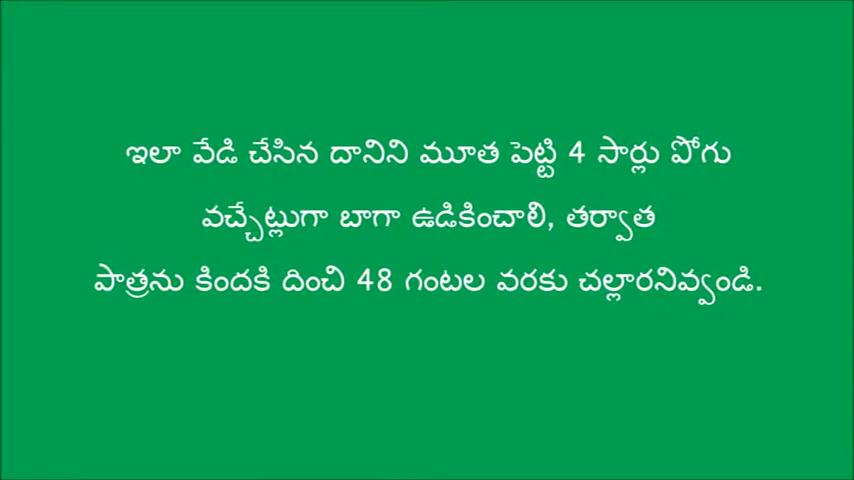 ఇలా వేడి చేసిన దానిని మూత పెట్టి 4 సార్లు పోగు
వచ్చేట్లుగా బాగా ఉడికించాలి, తర్వాత
పాత్రను కిందకి దించి 48 గంటల వరకు చల్లారనివ్వండి.